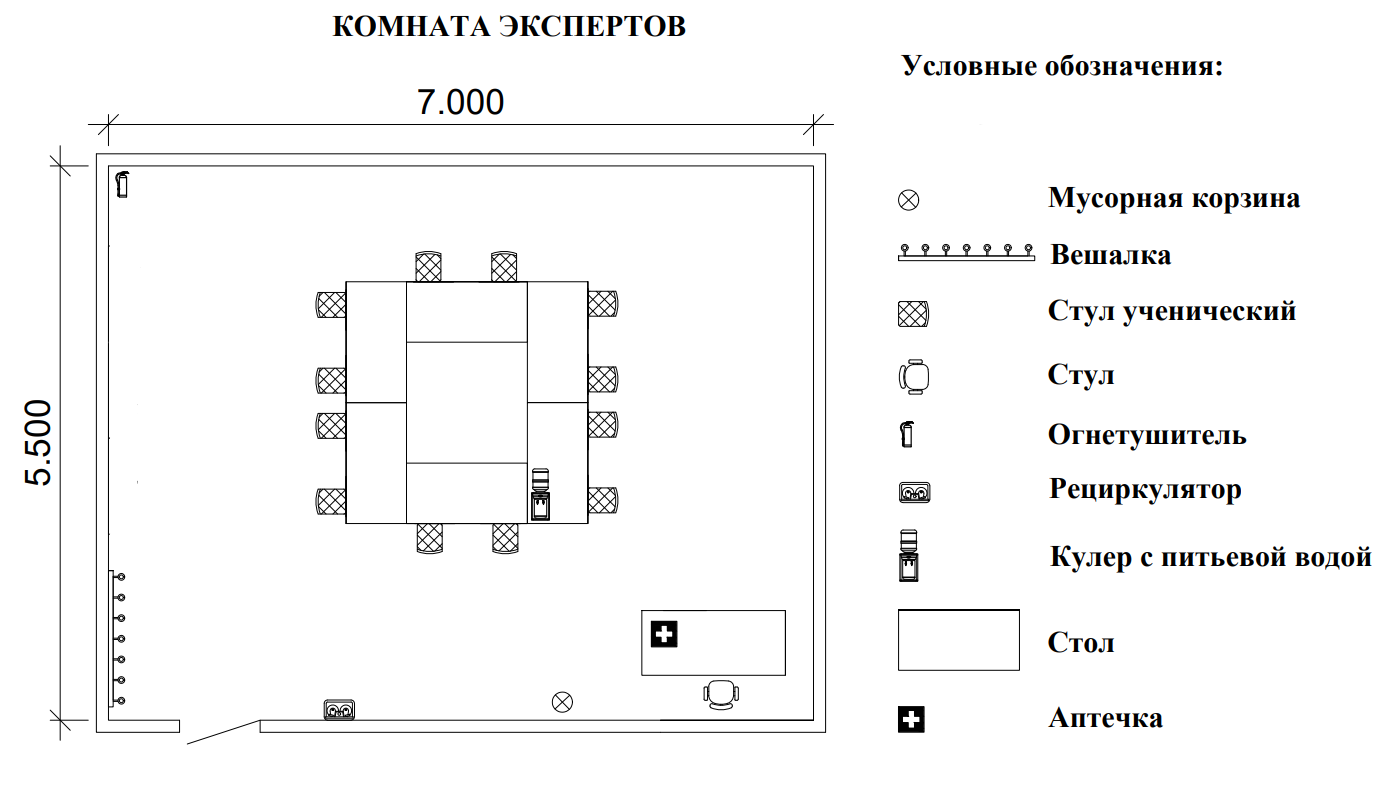 КОМНАТА ЭКСПЕРТОВ
Условные обозначения:
7.000
5.500
Мусорная корзина
Вешалка
Стул ученический
Стул
Огнетушитель
Рециркулятор
Кулер с питьевой водой
Стол
Аптечка